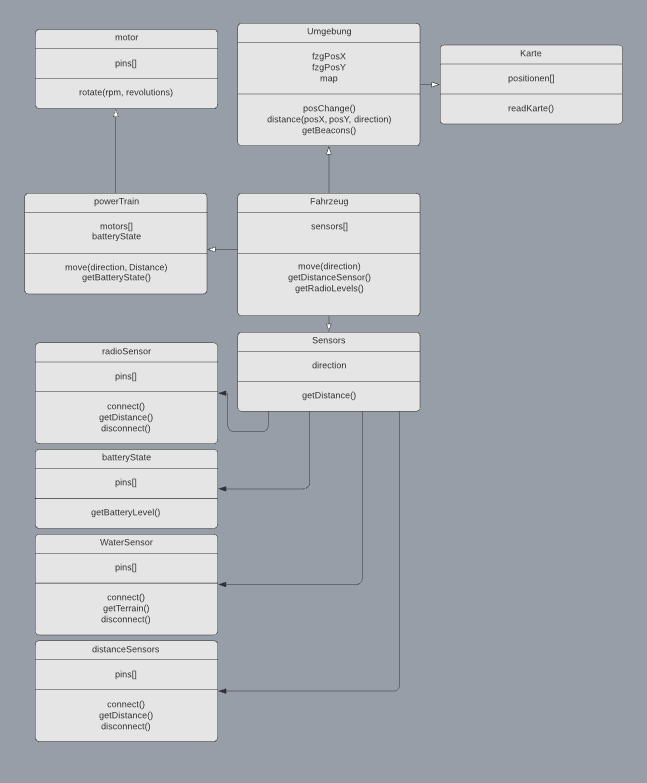 motor
pins[]
rotate(rpm, revolutions)
Umgebung
fzgPosX
fzgPosY
map
posChange()
distance(posX, posY, direction)
getBeacons()
Karte
positionen[]
readKarte()
powerTrain
motors[]
batteryState
move(direction, Distance)
getBatteryState()
Fahrzeug
sensors[]
move(direction)
getDistanceSensor()
getRadioLevels()
Sensors
direction
getDistance()
radioSensor
pins[]
connect()
getDistance()
disconnect()
batteryState
pins[]
getBatteryLevel()
WaterSensor
pins[]
connect()
getTerrain()
disconnect()
distanceSensors
pins[]
connect()
getDistance()
disconnect()